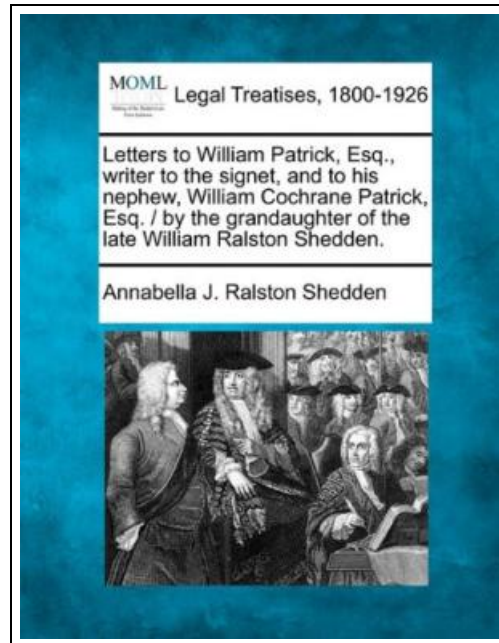 MOML
Legal Treatises, 1800-1926
Letters to William Patrick, Esq.,
writer to the signet, and to his
nephew, William Cochrane Patrick,
Esq. / by the grandaughter of the
late William Ralston Shedden.
Annabella J. Ralston Shedden